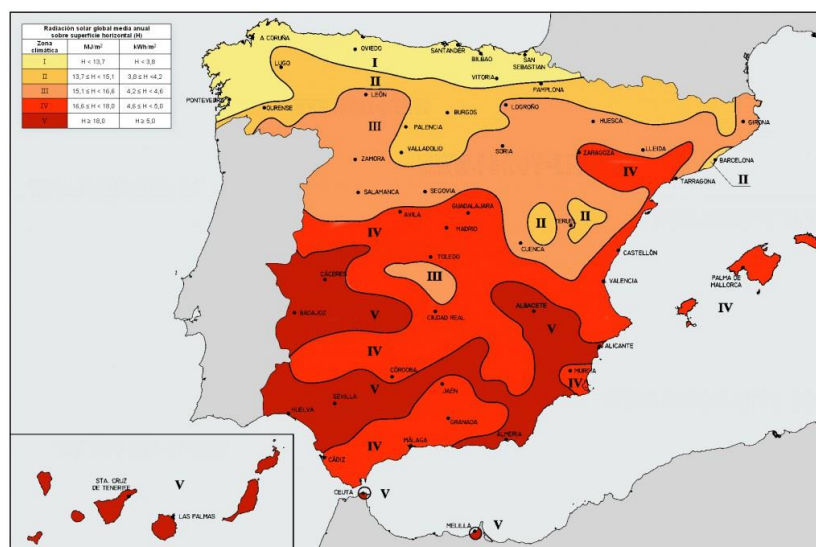 Radiación solar global media anual
sobre superficie horizontal (H)
Zona climática MJ/m² kWh/m²
I H < 13,7 H < 3,8
II 13,7 ≤ H < 15,1 3,8 ≤ H <4,2
III 15,1 ≤ H < 16,6 4,2 ≤ H < 4,6
IV 16,6 ≤ H < 18,0 4,6 ≤ H < 5,0
V H ≥ 18,0 H ≥ 5,0
A CORUÑA
LUGO
OVIEDO
SANTANDER
BILBAO
SAN SEBASTIAN
I
VITORIA
II
PAMPLONA
PONTEVEDRA
OURENSE
LEÓN
BURGOS
LOGROÑO
HUESCA
GIRONA
III
PALENCIA
VALLADOLID
SORIA
ZARAGOZA
LLEIDA
BARCELONA
ZAMORA
IV
TARRAGONA
II
SALAMANCA
SEGOVIA
AVILA
GUADALAJARA
IV
MADRID
II
TERUEL
II
CUENCA
CASTELLÓN
TOLEDO
III
CÁCERES
VALENCIA
PALMA DE MALLORCA
IV
BADAJOZ
V
CIUDAD REAL
ALBACETE
V
IV
ALICANTE
CÓRDOBA
MURCIA
IV
V
JAÉN
SEVILLA
HUELVA
GRANADA
IV
MÁLAGA
ALMERIA
CÁDIZ
CEUTA
V
MELILLA
V
STA. CRUZ DE TENERIFE
V
LAS PALMAS